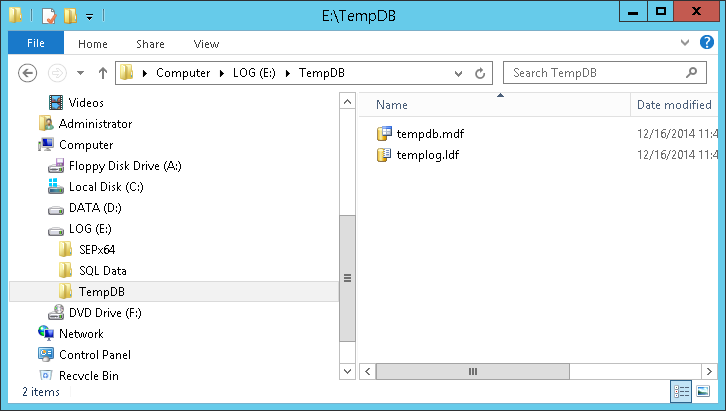 E:\TempDB
File Home Share View
Computer LOG (E:) TempDB Search TempDB
Name Date modified
Videos
Administrator
Computer
Floppy Disk Drive (A:)
Local Disk (C:)
DATA (D:)
LOG (E:)
SEPx64
SQL Data
TempDB
DVD Drive (F:)
Network
Control Panel
Recycle Bin
tempdb.mdf 12/16/2014 11:4
templog.ldf 12/16/2014 11:4
2 items